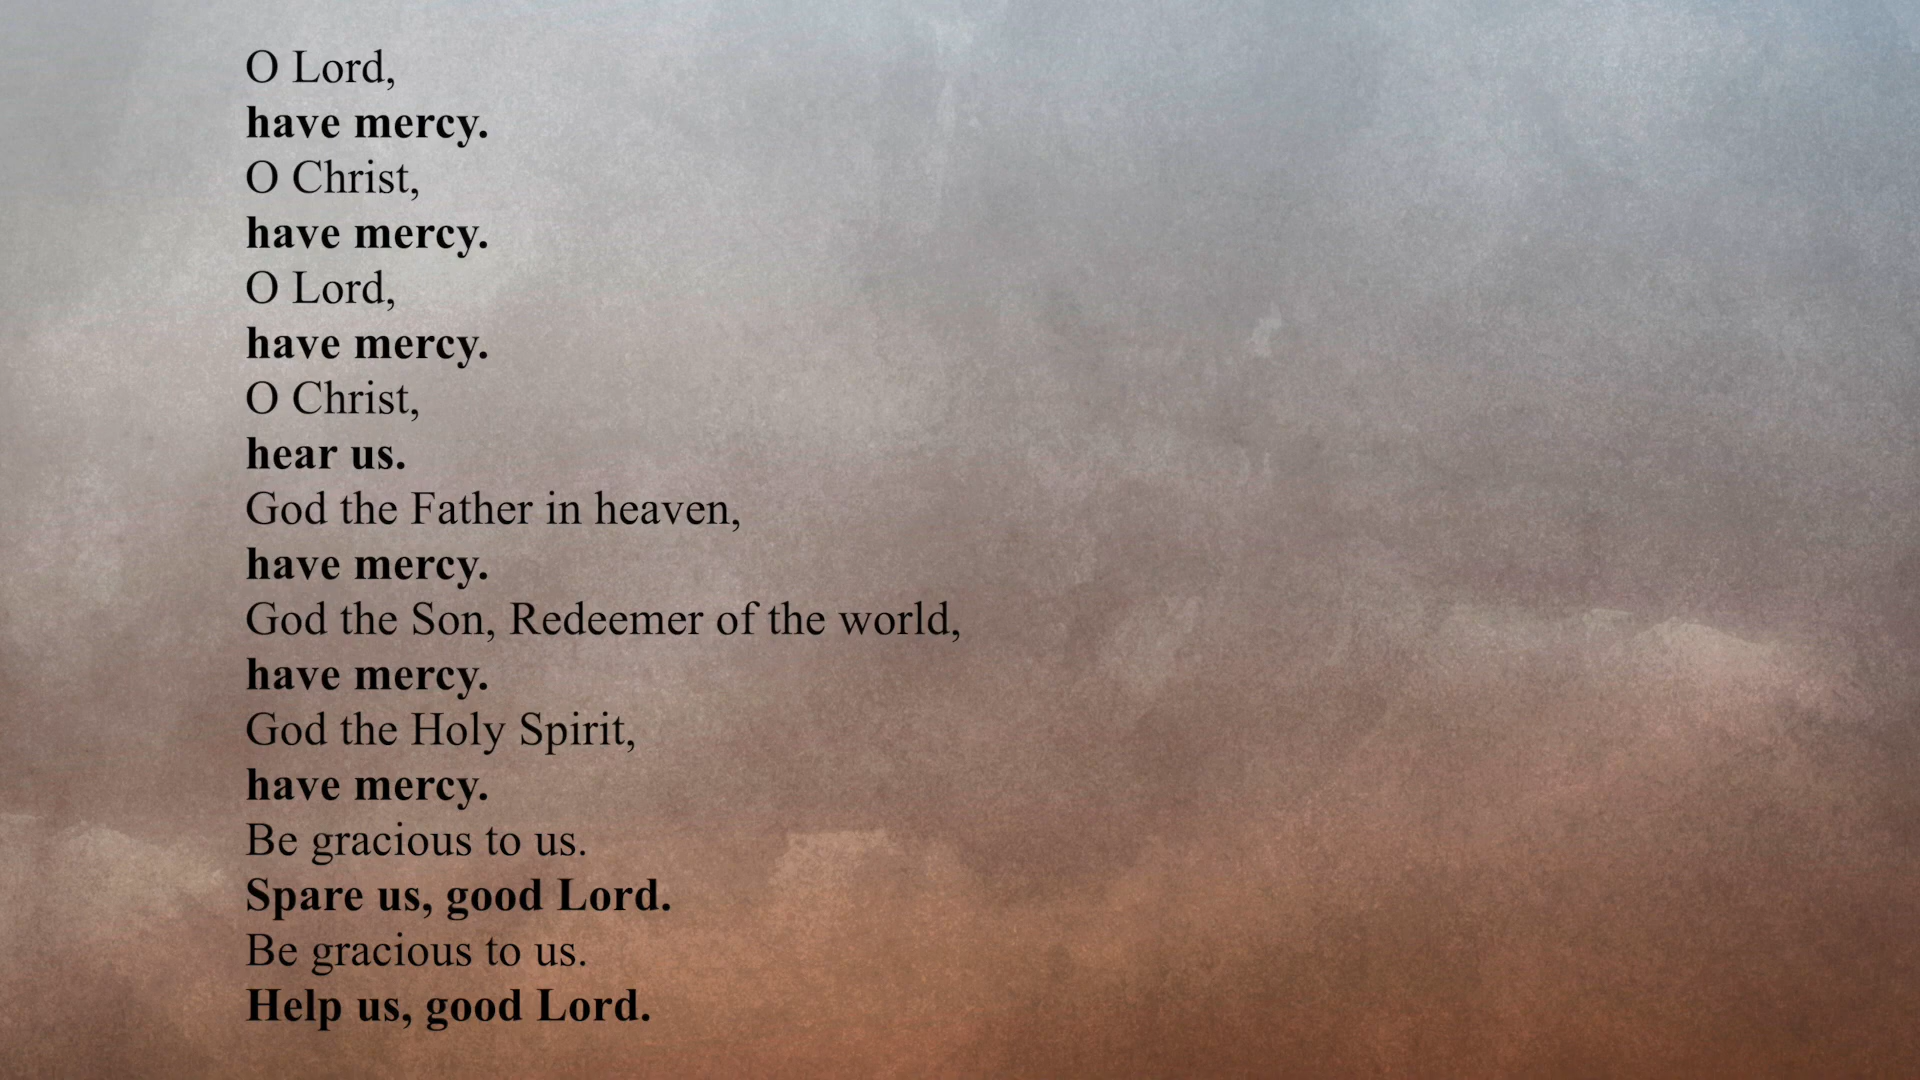 O Lord,
have mercy.
O Christ,
have mercy.
O Lord,
have mercy.
O Christ,
hear us.
God the Father in heaven,
have mercy.
God the Son, Redeemer of the world,
have mercy.
God the Holy Spirit,
have mercy.
Be gracious to us.
Spare us, good Lord.
Be gracious to us.
Help us, good Lord.